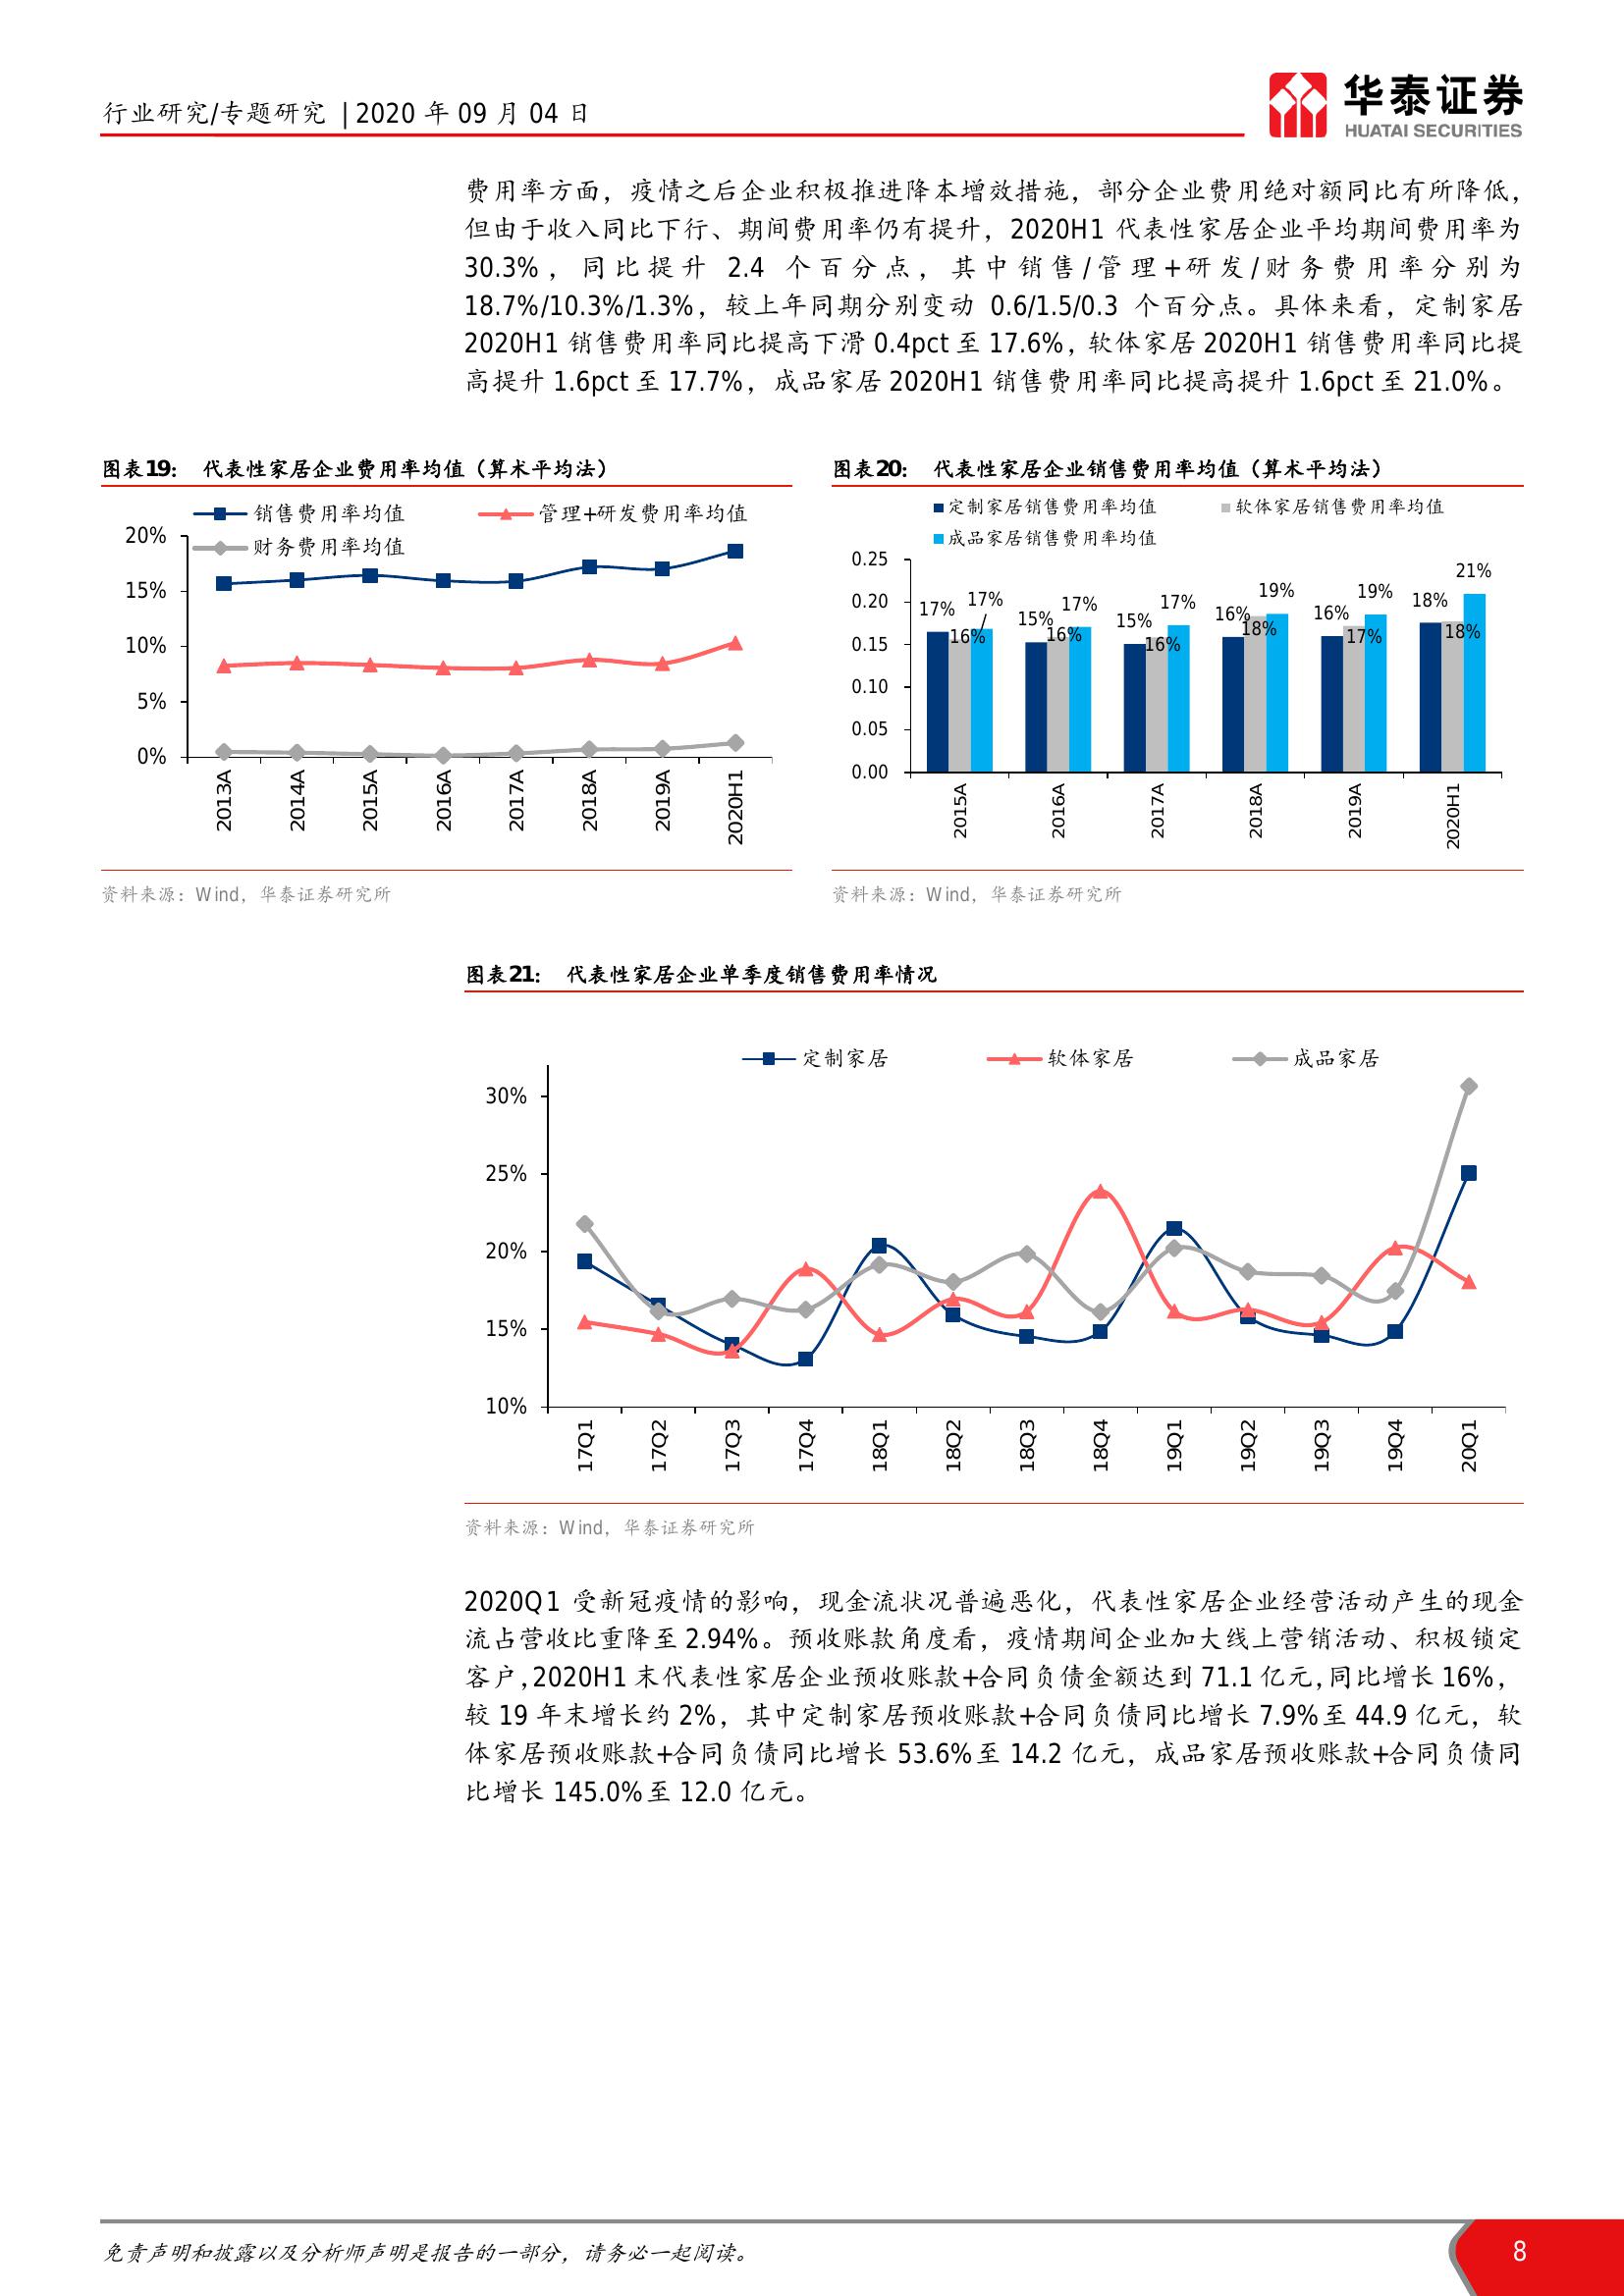 行业研究/专题研究 | 2020 年 09 月 04 日
华泰证券
HUATAI SECURITIES
费用率方面，疫情之后企业积极推进降本增效措施，部分企业费用绝对额同比有所降低，
但由于收入同比下行、期间费用率仍有提升，2020H1 代表性家居企业平均期间费用率为
30.3%，同比提升 2.4 个百分点，其中销售/管理+研发/财务费用率分别为
18.7%/10.3%/1.3%，较上年同期分别变动 0.6/1.5/0.3 个百分点。具体来看，定制家居
2020H1 销售费用率同比提高下滑 0.4pct 至 17.6%，软体家居 2020H1 销售费用率同比提
高提升 1.6pct 至 17.7%，成品家居 2020H1 销售费用率同比提高提升 1.6pct 至 21.0%。
图表19： 代表性家居企业费用率均值（算术平均法）
销售费用率均值 管理+研发费用率均值
财务费用率均值
20%
15%
10%
5%
0%
2013A 2014A 2015A 2016A 2017A 2018A 2019A 2020H1
资料来源：Wind，华泰证券研究所
图表20： 代表性家居企业销售费用率均值（算术平均法）
定制家居销售费用率均值 软体家居销售费用率均值
成品家居销售费用率均值
0.25
0.20
0.15
0.10
0.05
0.00
17% 16% 17%
15% 16% 17%
15% 16% 17%
16% 18% 19%
16% 17% 19%
18% 18% 21%
2015A 2016A 2017A 2018A 2019A 2020H1
资料来源：Wind，华泰证券研究所
图表21： 代表性家居企业单季度销售费用率情况
定制家居 软体家居 成品家居
30%
25%
20%
15%
10%
17Q1 17Q2 17Q3 17Q4 18Q1 18Q2 18Q3 18Q4 19Q1 19Q2 19Q3 19Q4 20Q1
资料来源：Wind，华泰证券研究所
2020Q1 受新冠疫情的影响，现金流状况普遍恶化，代表性家居企业经营活动产生的现金
流占营收比重降至 2.94%。预收账款角度看，疫情期间企业加大线上营销活动、积极锁定
客户，2020H1 末代表性家居企业预收账款+合同负债金额达到 71.1 亿元，同比增长 16%，
较 19 年末增长约 2%，其中定制家居预收账款+合同负债同比增长 7.9%至 44.9 亿元，软
体家居预收账款+合同负债同比增长 53.6%至 14.2 亿元，成品家居预收账款+合同负债同
比增长 145.0%至 12.0 亿元。
免责声明和披露以及分析师声明是报告的一部分，请务必一起阅读。
8